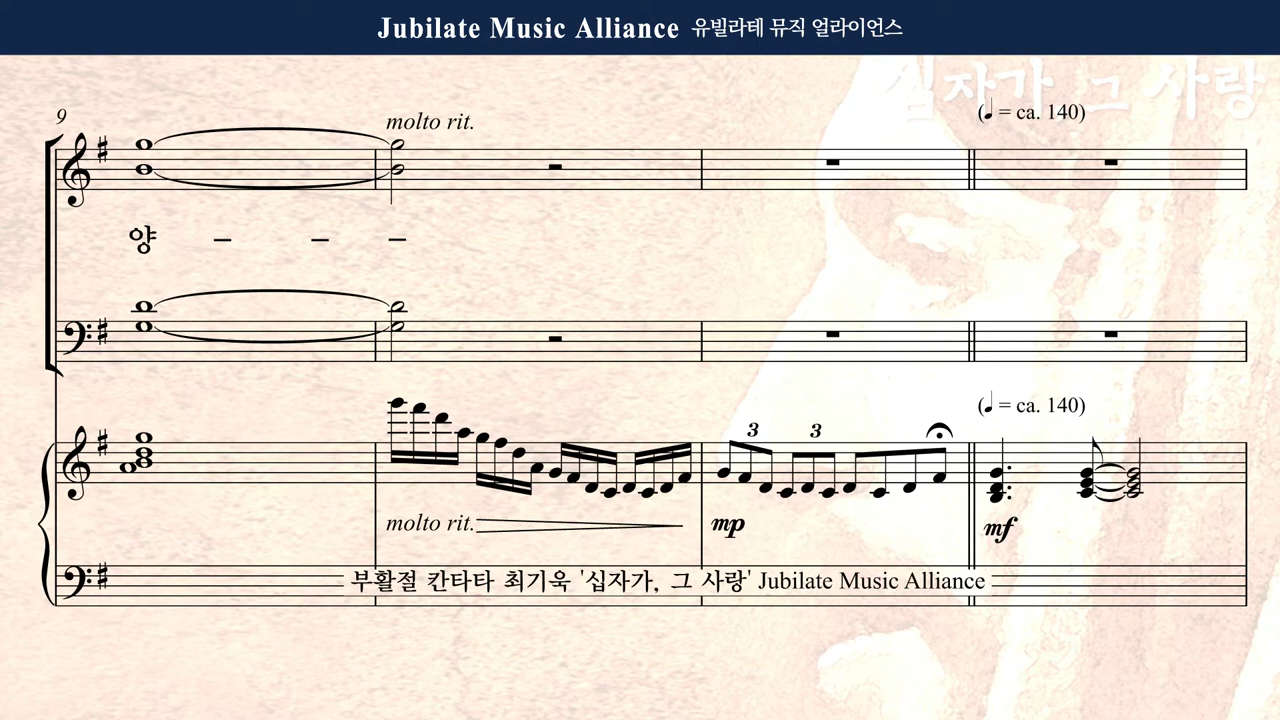 Jubilate Music Alliance 유빌라테 뮤직 얼라이언스
십자가 그 사랑
9
molto rit.
(♩ = ca. 140)
양 – – –
(♩ = ca. 140)
3 3
molto rit.
mp
mf
부활절 칸타타 최기욱 '십자가, 그 사랑' Jubilate Music Alliance